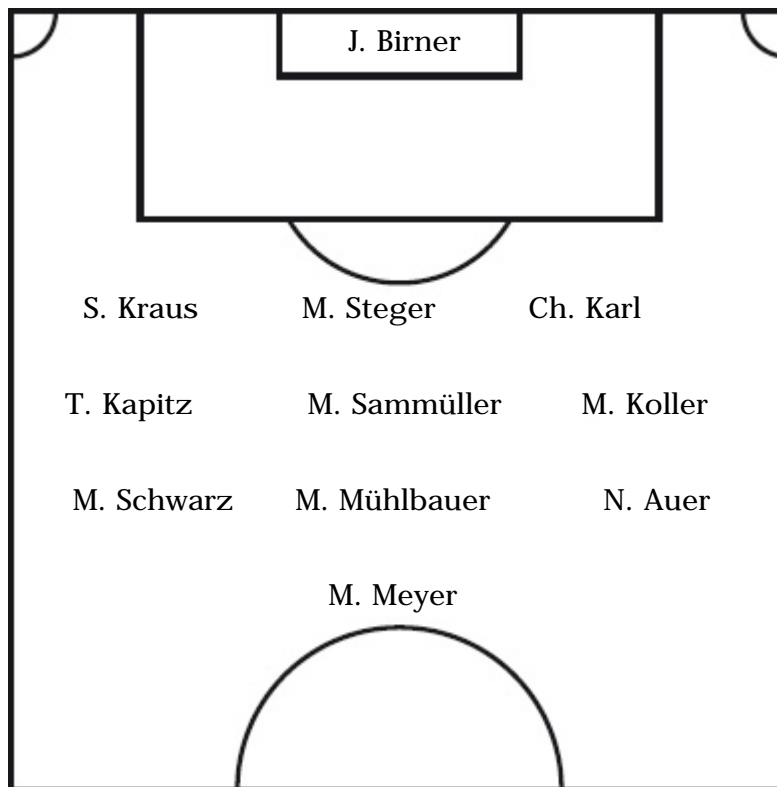 J. Birner
S. Kraus M. Steger Ch. Karl
T. Kapitz M. Sammüller M. Koller
M. Schwarz M. Mühlbauer N. Auer
M. Meyer